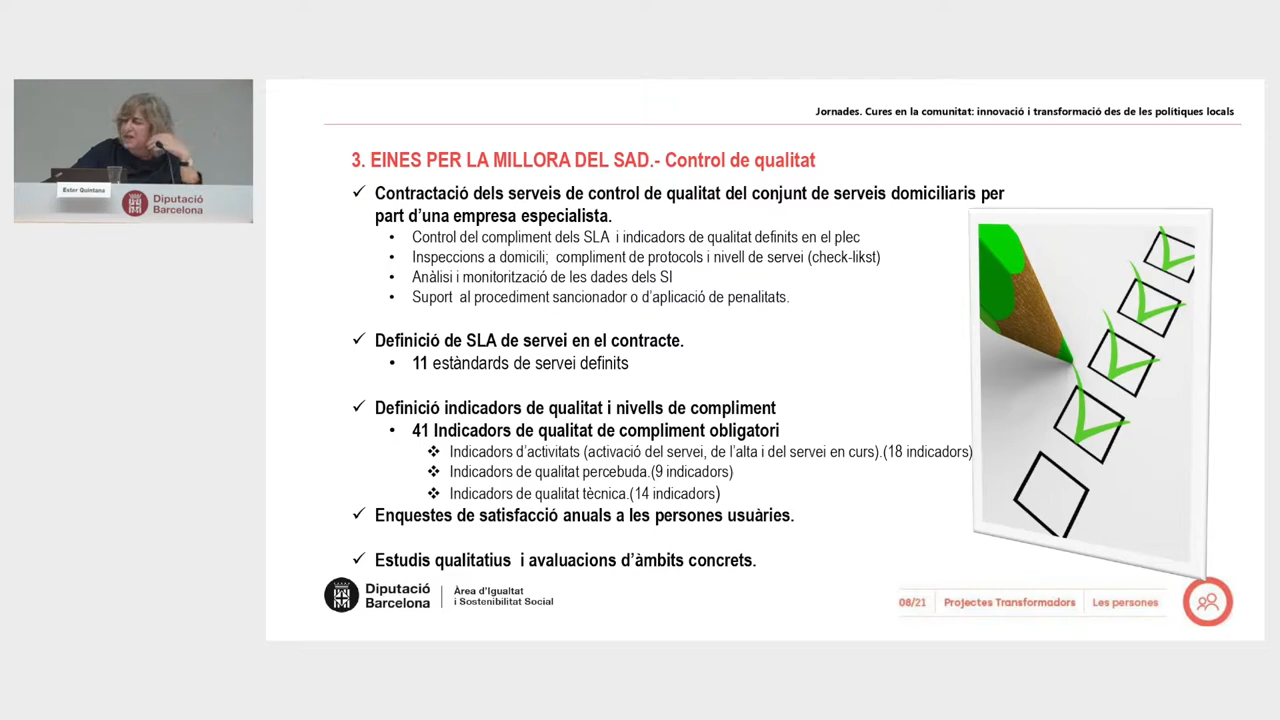 Jornades. Cures en la comunitat: innovació i transformació des de les polítiques locals
3. EINES PER LA MILLORA DEL SAD.- Control de qualitat
✓ Contractació dels serveis de control de qualitat del conjunt de serveis domiciliaris per
part d'una empresa especialista.
• Control del compliment dels SLA i indicadors de qualitat definits en el plec
• Inspeccions a domicili; compliment de protocols i nivell de servei (check-likst)
• Anàlisi i monitorització de les dades dels SI
• Suport al procediment sancionador o d'aplicació de penalitats.
✓ Definició de SLA de servei en el contracte.
• 11 estàndards de servei definits
✓ Definició indicadors de qualitat i nivells de compliment
• 41 Indicadors de qualitat de compliment obligatori
❖ Indicadors d'activitats (activació del servei, de l'alta i del servei en curs).(18 indicadors)
❖ Indicadors de qualitat percebuda.(9 indicadors)
❖ Indicadors de qualitat tècnica.(14 indicadors)
✓ Enquestes de satisfacció anuals a les persones usuàries.
✓ Estudis qualitatius i avaluacions d'àmbits concrets.
Diputació
Barcelona
Àrea d'Igualtat
i Sostenibilitat Social
08/21 Projectes Transformadors Les persones
Ester Quintana
Diputació
Barcelona